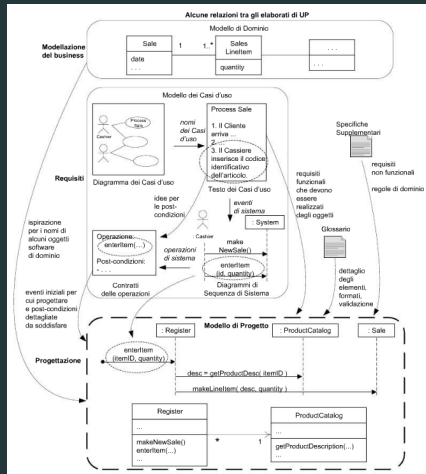 Alcune relazioni tra gli elaborati di UP
Modello di Dominio
Modellazione
del business
Sale
date
. . .
1
1..*
Sales
LineItem
quantity
. . .
. . .
Modello dei Casi d'uso
Requisiti
Process
Sale
Cashier
Diagramma dei Casi d'uso
nomi
dei Casi
d'uso
Process Sale
1. Il Cliente
arriva ...
2. ...
3. Il Cassiere
inserisce il codice
identificativo
dell'articolo.
Testo dei Casi d'uso
Specifiche
Supplementari
requisiti
non funzionali
regole di dominio
requisiti
funzionali
che devono
essere
realizzati
dagli oggetti
idee per
le post-
condizioni
eventi
di sistema
ispirazione
per i nomi di
alcuni oggetti
software
di dominio
Operazione:
enterItem(...)
Post-condizioni:
- . . .
Contratti
delle operazioni
operazioni
di sistema
: Cashier
: System
make
NewSale()
enterItem
(id, quantity)
Diagrammi di
Sequenza di Sistema
Glossario
dettaglio
degli
elementi,
formati,
validazione
eventi iniziali per
cui progettare
e post-condizioni
dettagliate
da soddisfare
Modello di Progetto
Progettazione
: Register
: ProductCatalog
: Sale
enterItem
(itemID, quantity)
desc = getProductDesc( itemID )
makeLineItem( desc, quantity )
Register
...
makeNewSale()
enterItem(...)
...
*
1
ProductCatalog
...
getProductDescription(...)
...